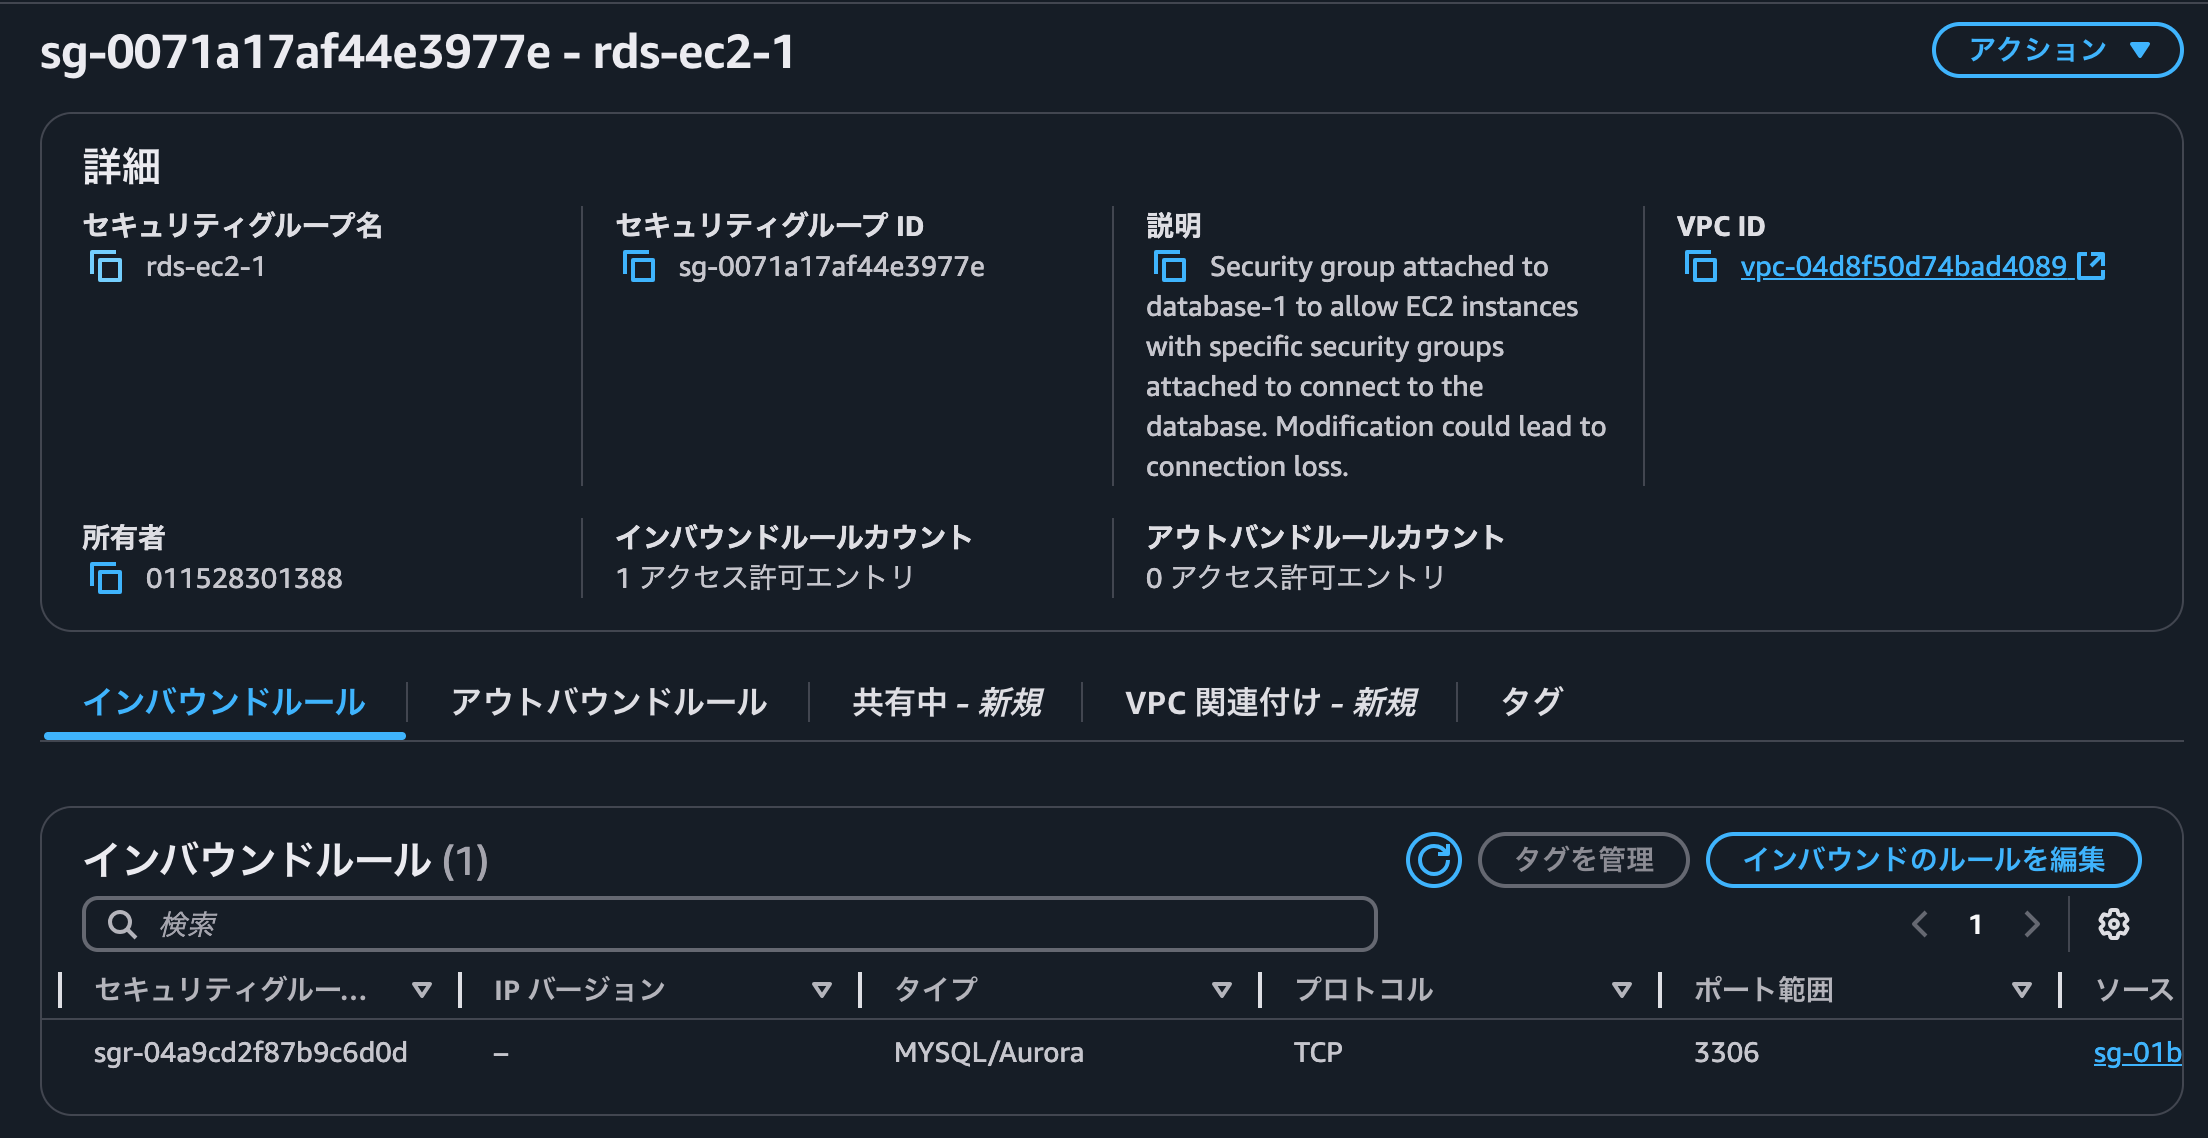 sg-0071a17af44e3977e - rds-ec2-1
アクション
詳細
セキュリティグループ名
rds-ec2-1
セキュリティグループ ID
sg-0071a17af44e3977e
説明
Security group attached to
database-1 to allow EC2 instances
with specific security groups
attached to connect to the
database. Modification could lead to
connection loss.
VPC ID
vpc-04d8f50d74bad4089
所有者
011528301388
インバウンドルールカウント
1 アクセス許可エントリ
アウトバンドルールカウント
0 アクセス許可エントリ
インバウンドルール
アウトバウンドルール
共有中 - 新規
VPC 関連付け - 新規
タグ
インバウンドルール (1)
タグを管理
インバウンドのルールを編集
検索
1
セキュリティグルー...
IP バージョン
タイプ
プロトコル
ポート範囲
ソース
sgr-04a9cd2f87b9c6d0d
–
MYSQL/Aurora
TCP
3306
sg-01b